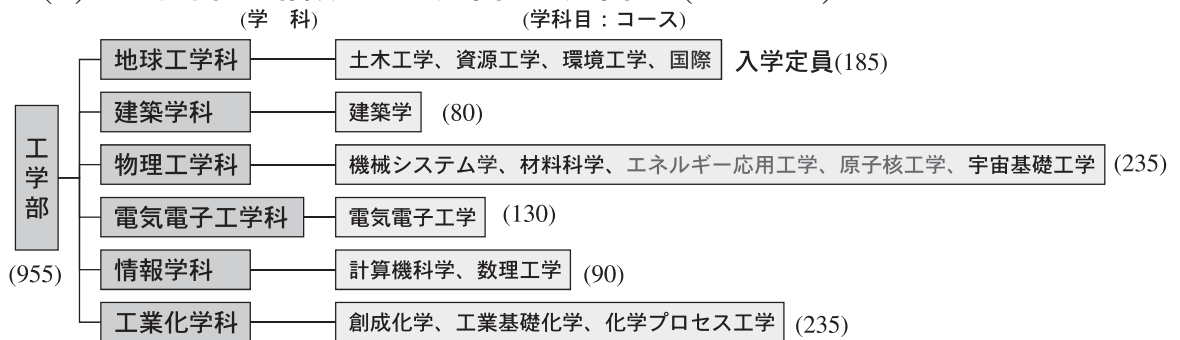 (学 科) (学科目:コース)
地球工学科 土木工学、資源工学、環境工学、国際 入学定員(185)
建築学科 建築学 (80)
物理工学科 機械システム学、材料科学、エネルギー応用工学、原子核工学、宇宙基礎工学 (235)
工学部
電気電子工学科 電気電子工学 (130)
(955) 情報学科 計算機科学、数理工学 (90)
工業化学科 創成化学、工業基礎化学、化学プロセス工学 (235)